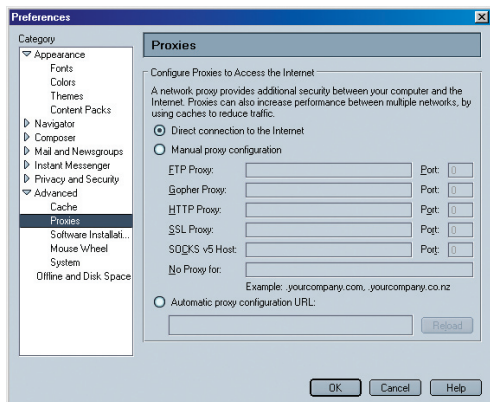 Preferences
Category
Appearance
Fonts
Colors
Themes
Content Packs
Navigator
Composer
Mail and Newsgroups
Instant Messenger
Privacy and Security
Advanced
Cache
Proxies
Software Installati...
Mouse Wheel
System
Offline and Disk Space
Proxies
Configure Proxies to Access the Internet
A network proxy provides additional security between your computer and the
Internet. Proxies can also increase performance between multiple networks, by
using caches to reduce traffic.
Direct connection to the Internet
Manual proxy configuration
FTP Proxy: Port: 0
Gopher Proxy: Port: 0
HTTP Proxy: Port: 0
SSL Proxy: Port: 0
SOCKS v5 Host: Port: 0
No Proxy for:
Example: .yourcompany.com, .yourcompany.co.nz
Automatic proxy configuration URL:
Reload
OK Cancel Help